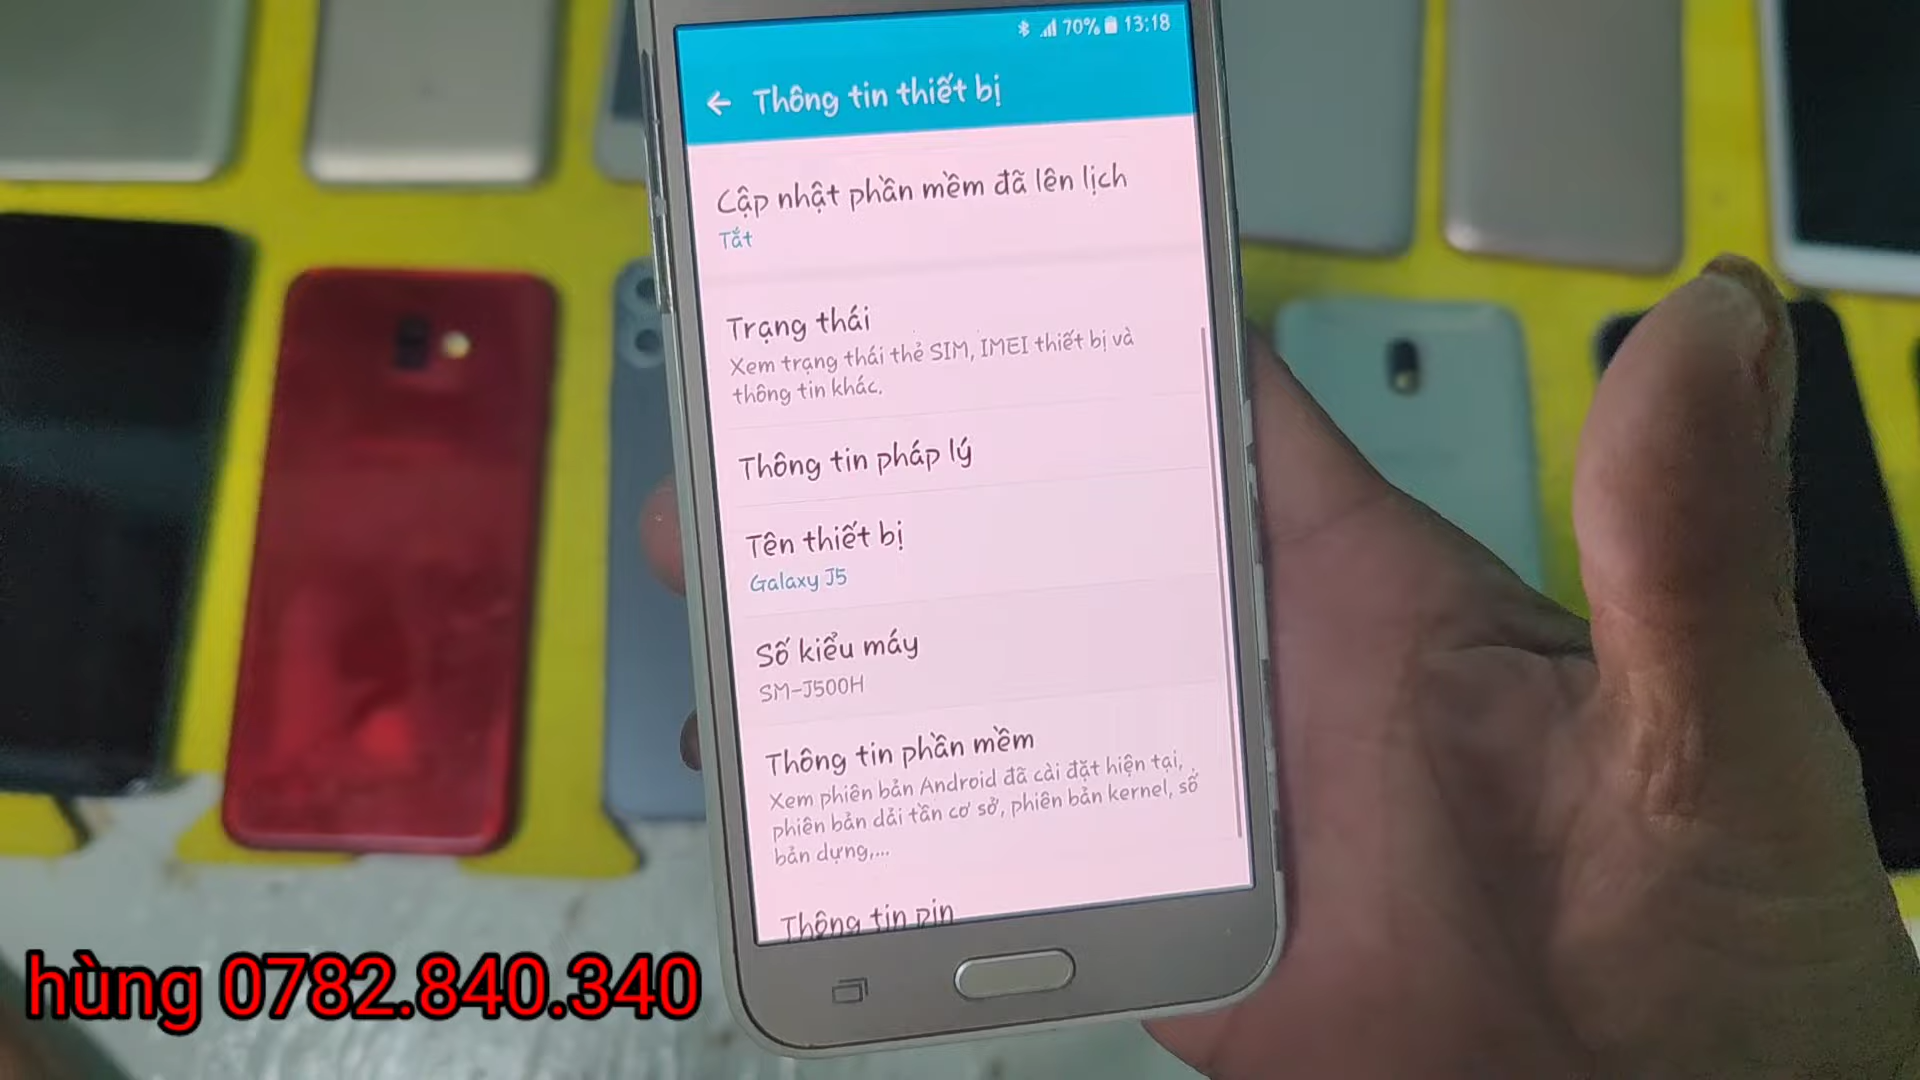 70% 13:18
Thông tin thiết bị
Cập nhật phần mềm đã lên lịch
Tắt
Trạng thái
Xem trạng thái thẻ SIM, IMEI thiết bị và
thông tin khác.
Thông tin pháp lý
Tên thiết bị
Galaxy J5
Số kiểu máy
SM-J500H
Thông tin phần mềm
Xem phiên bản Android đã cài đặt hiện tại,
phiên bản dải tần cơ sở, phiên bản kernel, số
bản dựng,...
Thông tin pin
hùng 0782.840.340